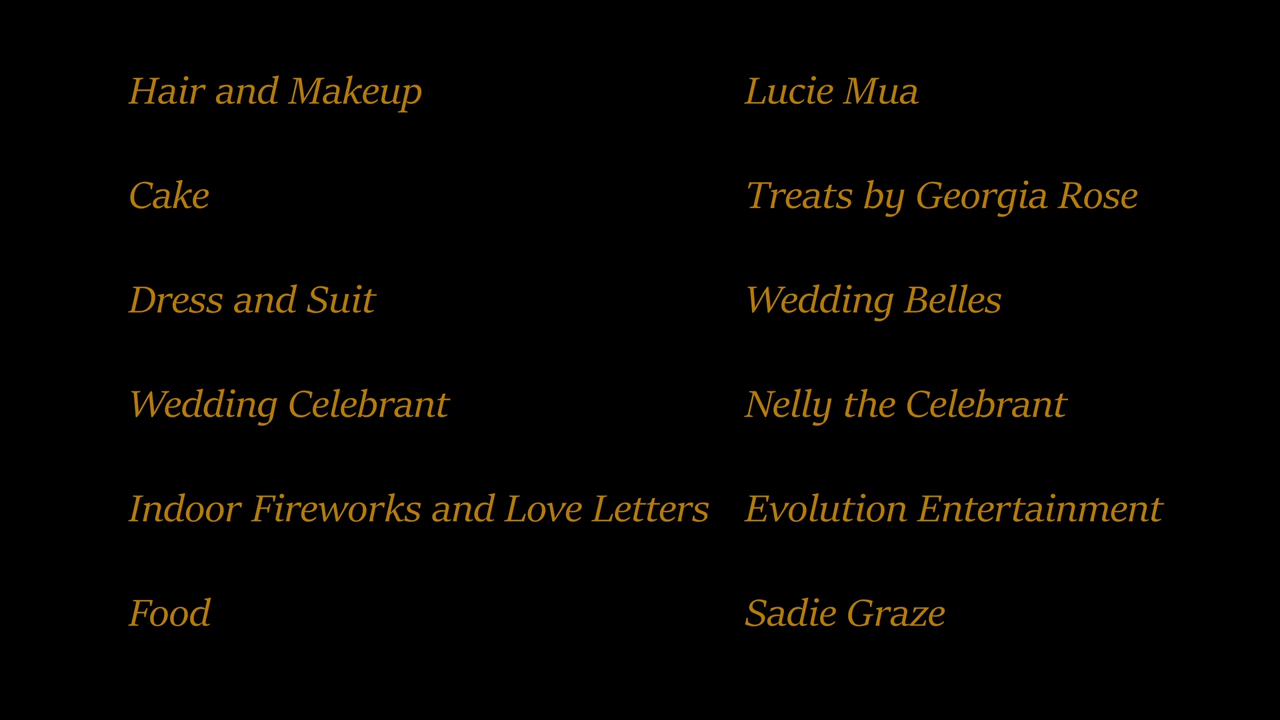 Hair and Makeup Lucie Mua
Cake Treats by Georgia Rose
Dress and Suit Wedding Belles
Wedding Celebrant Nelly the Celebrant
Indoor Fireworks and Love Letters Evolution Entertainment
Food Sadie Graze